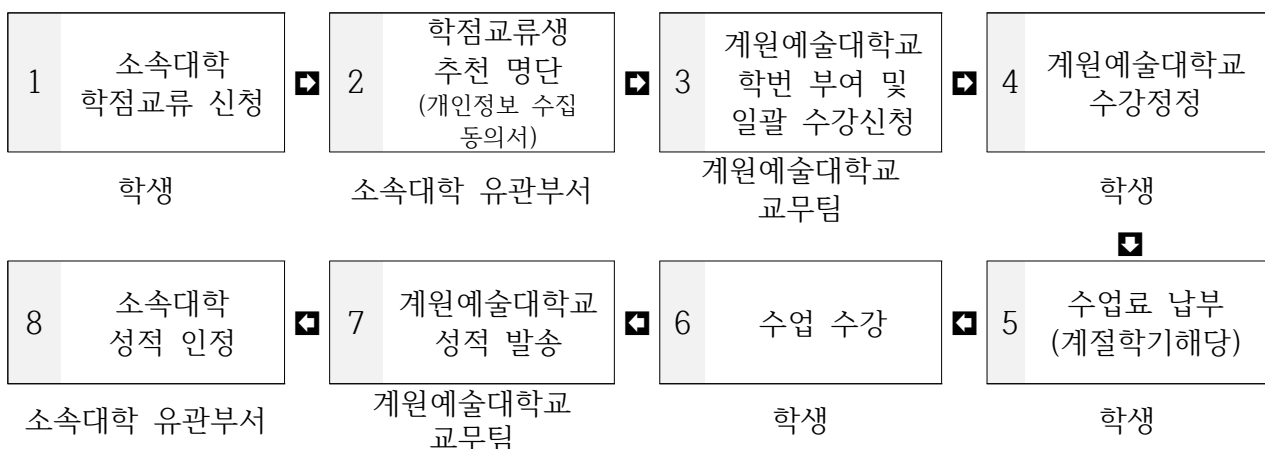 1
소속대학
학점교류 신청
학생
2
학점교류생
추천 명단
(개인정보 수집
동의서)
소속대학 유관부서
3
계원예술대학교
학번 부여 및
일괄 수강신청
계원예술대학교
교무팀
4
계원예술대학교
수강정정
학생
5
수업료 납부
(계절학기해당)
학생
6
수업 수강
학생
7
계원예술대학교
성적 발송
계원예술대학교
교무팀
8
소속대학
성적 인정
소속대학 유관부서